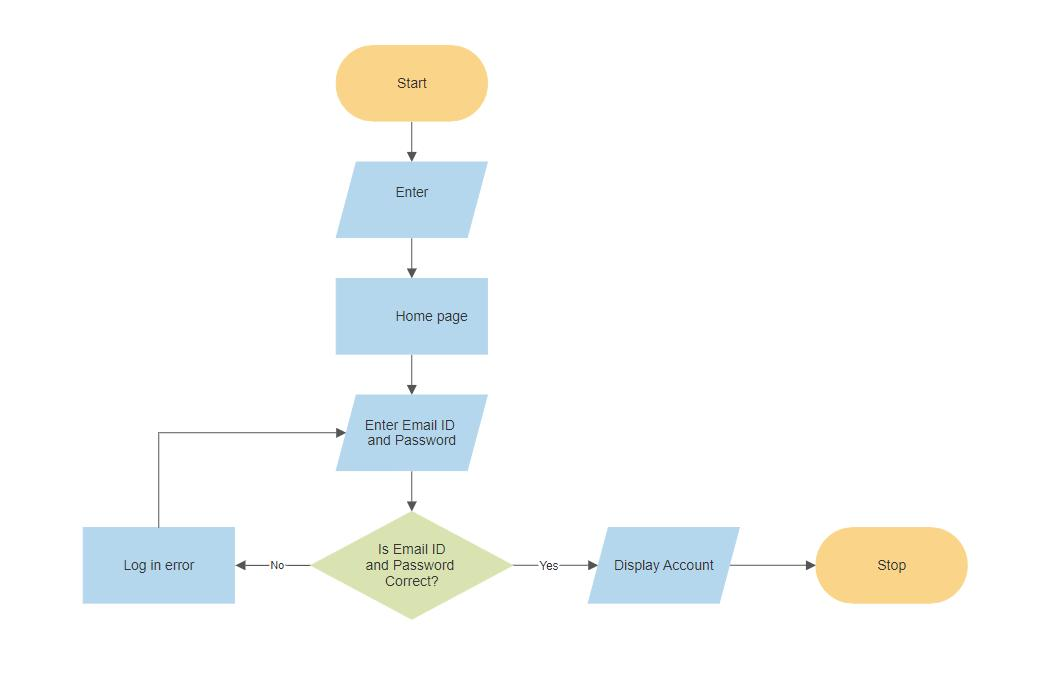 Start
Enter
Home page
Enter Email ID
and Password
Is Email ID
and Password
Correct?
No
Log in error
Yes
Display Account
Stop